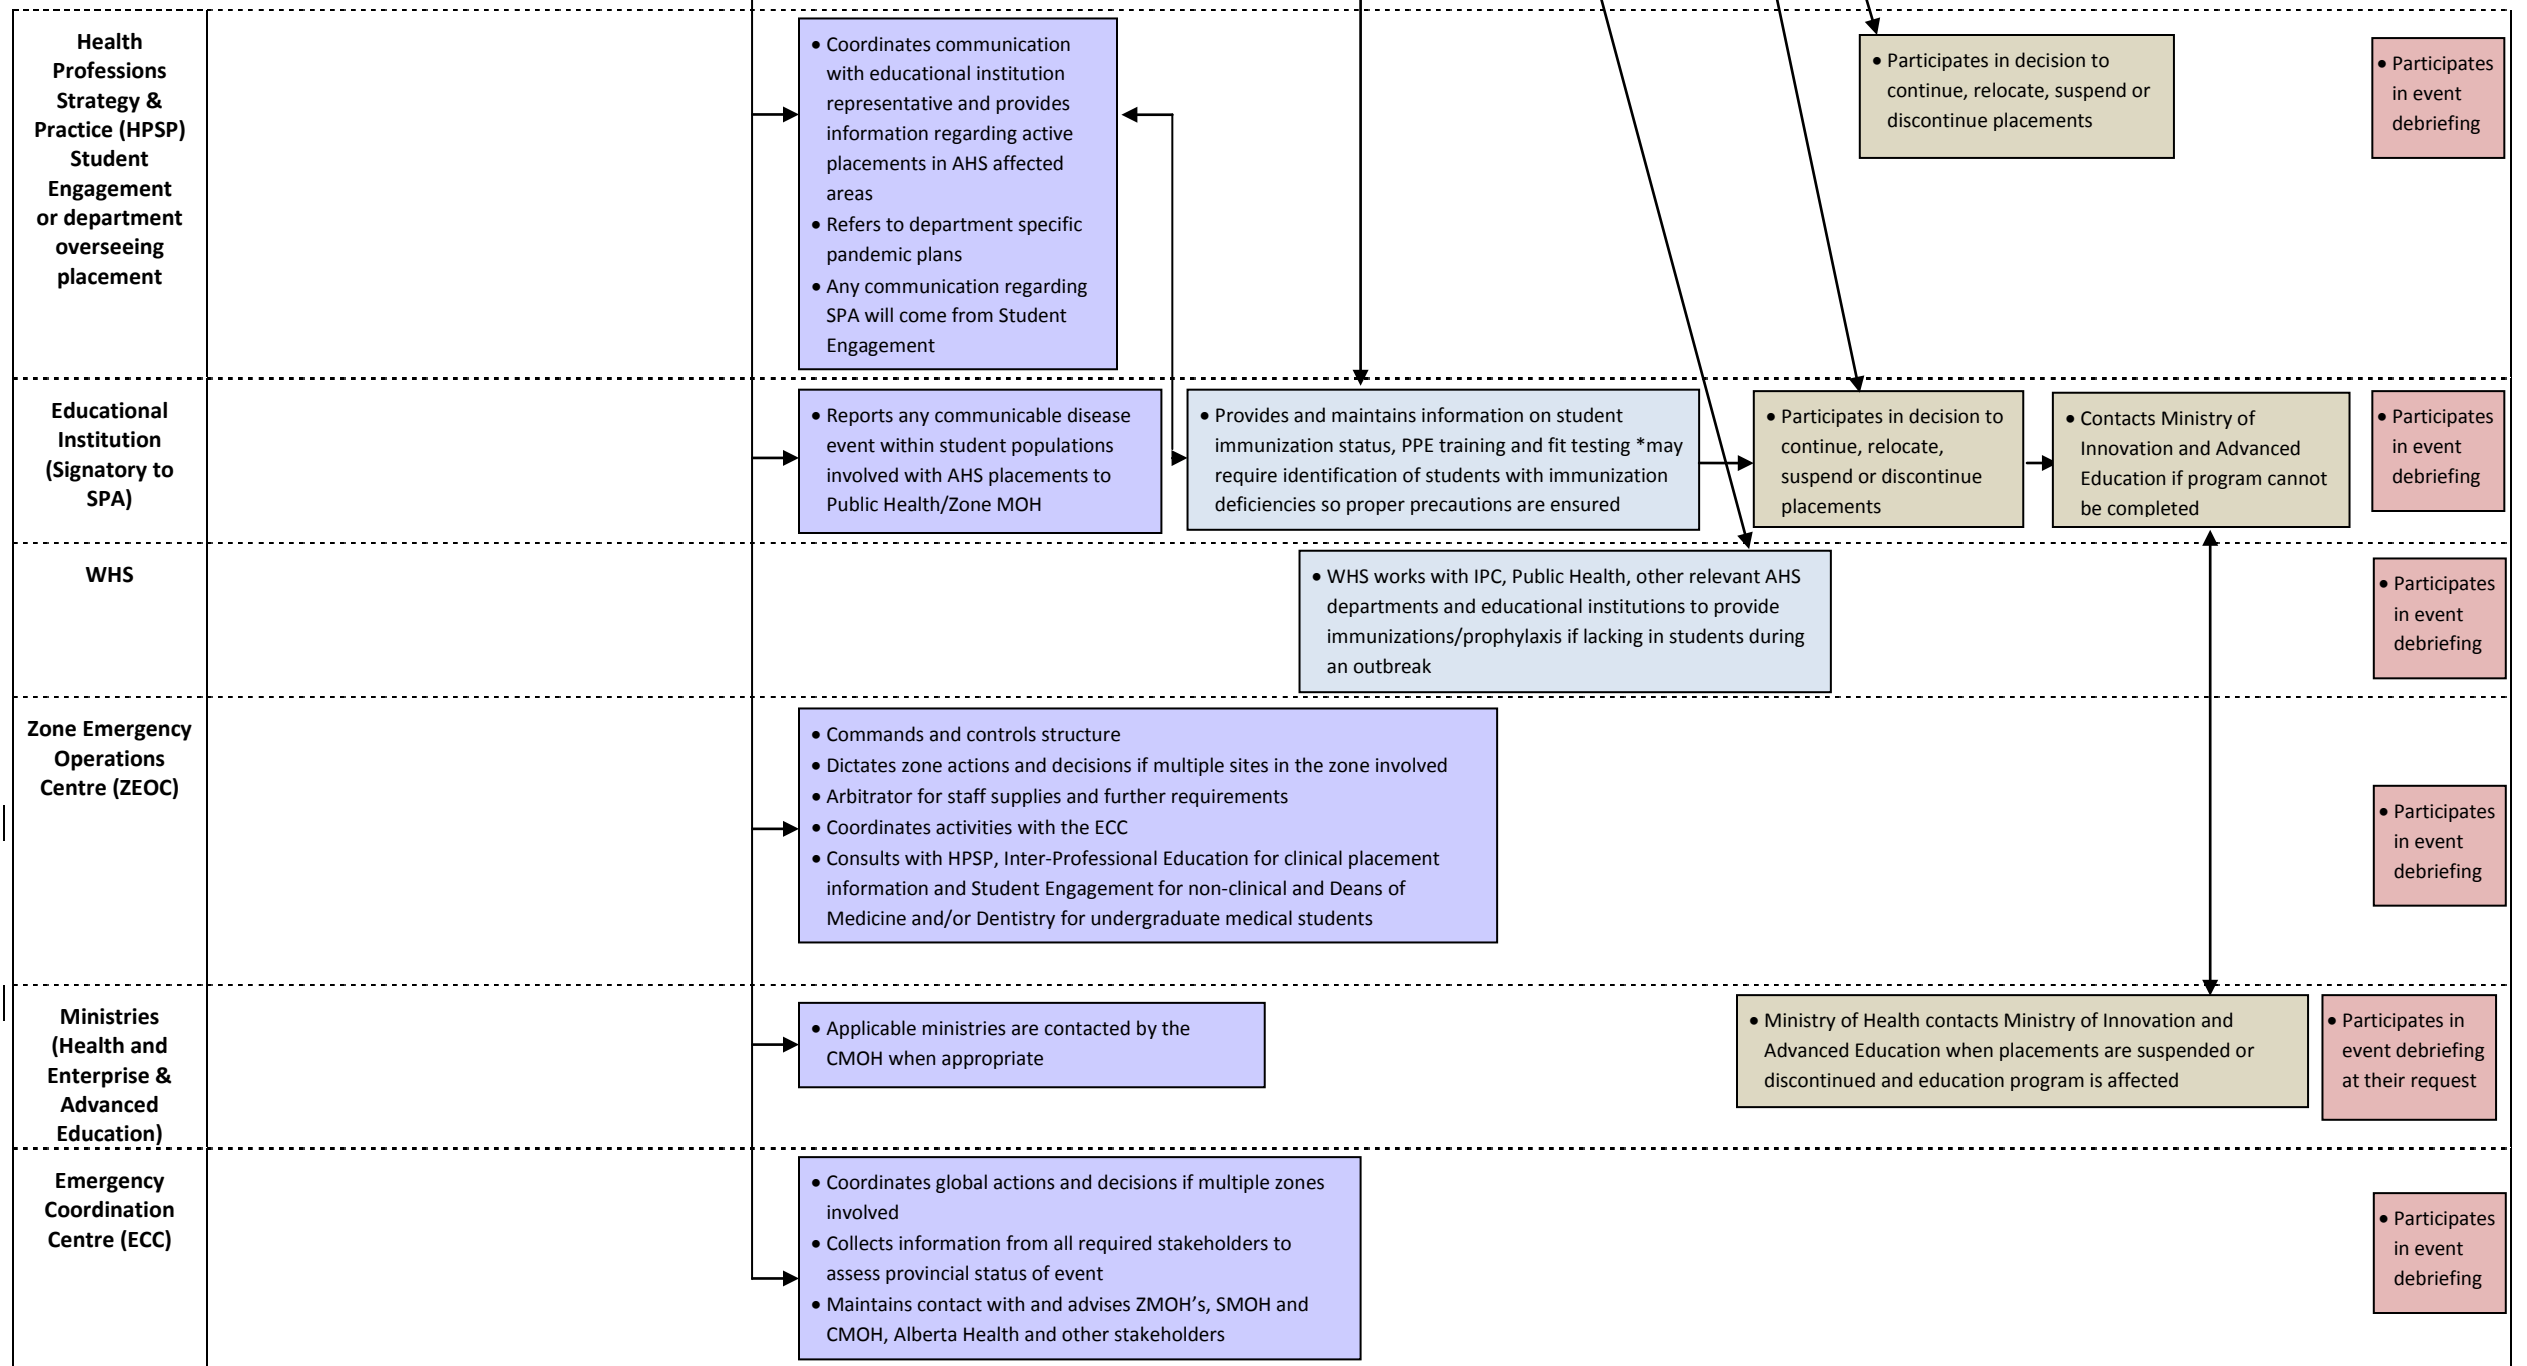 Health
Professions
Strategy &
Practice (HPSP)
Student
Engagement
or department
overseeing
placement
• Coordinates communication
with educational institution
representative and provides
information regarding active
placements in AHS affected
areas
• Refers to department specific
pandemic plans
• Any communication regarding
SPA will come from Student
Engagement
• Participates in decision to
continue, relocate, suspend or
discontinue placements
• Participates
in event
debriefing
Educational
Institution
(Signatory to
SPA)
• Reports any communicable disease
event within student populations
involved with AHS placements to
Public Health/Zone MOH
• Provides and maintains information on student
immunization status, PPE training and fit testing *may
require identification of students with immunization
deficiencies so proper precautions are ensured
• Participates in decision to
continue, relocate,
suspend or discontinue
placements
• Contacts Ministry of
Innovation and Advanced
Education if program cannot
be completed
• Participates
in event
debriefing
WHS
• WHS works with IPC, Public Health, other relevant AHS
departments and educational institutions to provide
immunizations/prophylaxis if lacking in students during
an outbreak
• Participates
in event
debriefing
Zone Emergency
Operations
Centre (ZEOC)
• Commands and controls structure
• Dictates zone actions and decisions if multiple sites in the zone involved
• Arbitrator for staff supplies and further requirements
• Coordinates activities with the ECC
• Consults with HPSP, Inter-Professional Education for clinical placement
information and Student Engagement for non-clinical and Deans of
Medicine and/or Dentistry for undergraduate medical students
• Participates
in event
debriefing
Ministries
(Health and
Enterprise &
Advanced
Education)
• Applicable ministries are contacted by the
CMOH when appropriate
• Ministry of Health contacts Ministry of Innovation and
Advanced Education when placements are suspended or
discontinued and education program is affected
• Participates in
event debriefing
at their request
Emergency
Coordination
Centre (ECC)
• Coordinates global actions and decisions if multiple zones
involved
• Collects information from all required stakeholders to
assess provincial status of event
• Maintains contact with and advises ZMOH's, SMOH and
CMOH, Alberta Health and other stakeholders
• Participates
in event
debriefing